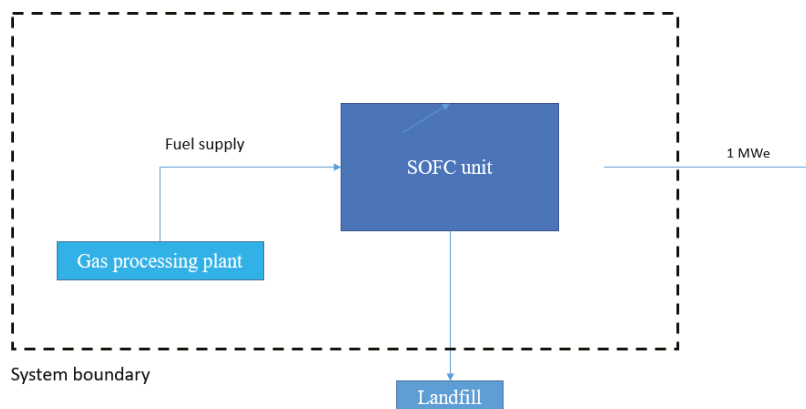 Fuel supply
SOFC unit
1 MWe
Gas processing plant
System boundary
Landfill